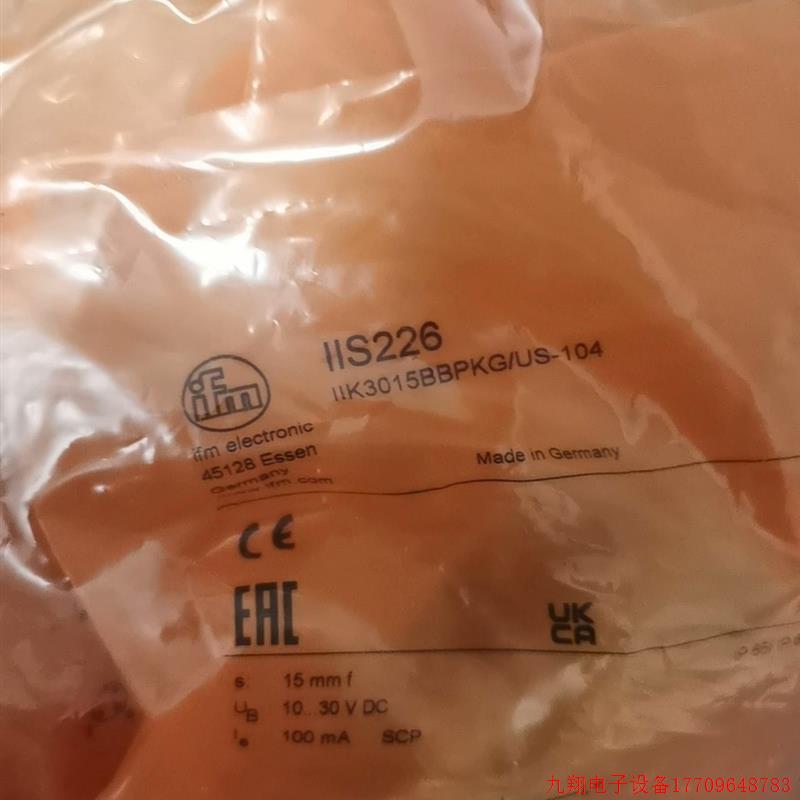 IIS226
IIK3015BBPKG/US-104
ifm
ifm electronic
45128 Essen
Germany
www.ifm.com
Made in Germany
CE
EAC
UK
CA
s: 15 mm f
UB 10...30 V DC
Ie 100 mA SCP
九翔电子设备17709648783